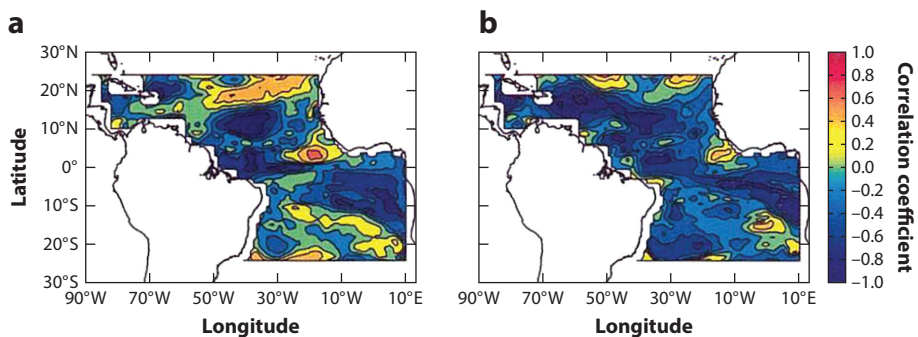 a
b
30°N
20°N
10°N
0°
10°S
20°S
30°S
Latitude
90°W 70°W 50°W 30°W 10°W 10°E
Longitude
90°W 70°W 50°W 30°W 10°W 10°E
Longitude
1.0
0.8
0.6
0.4
0.2
0.0
−0.2
−0.4
−0.6
−0.8
−1.0
Correlation coefficient